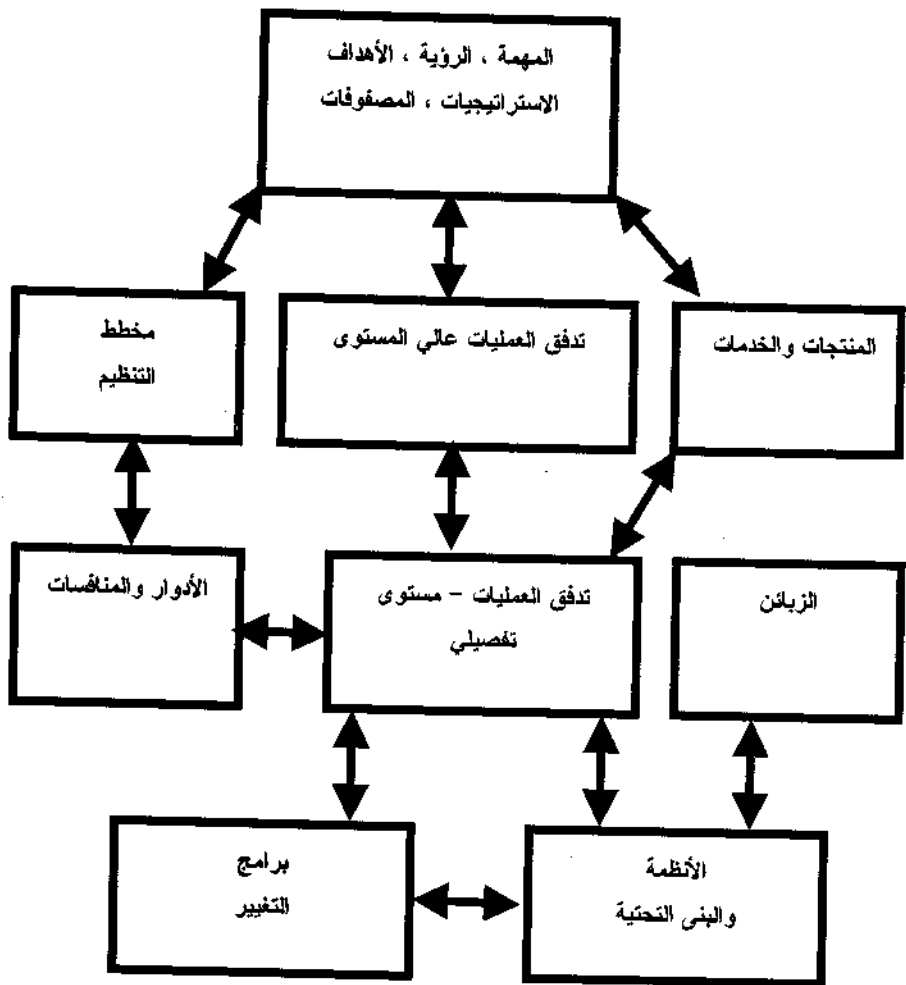 المهمة ، الرؤية ، الأهداف
الاستراتيجيات ، المصفوفات
المنتجات والخدمات
تدفق العمليات عالي المستوى
مخطط
التنظيم
الزبائن
تدفق العمليات – مستوى
تفصيلي
الأدوار والمنافسات
الأنظمة
والبنى التحتية
برامج
التغيير